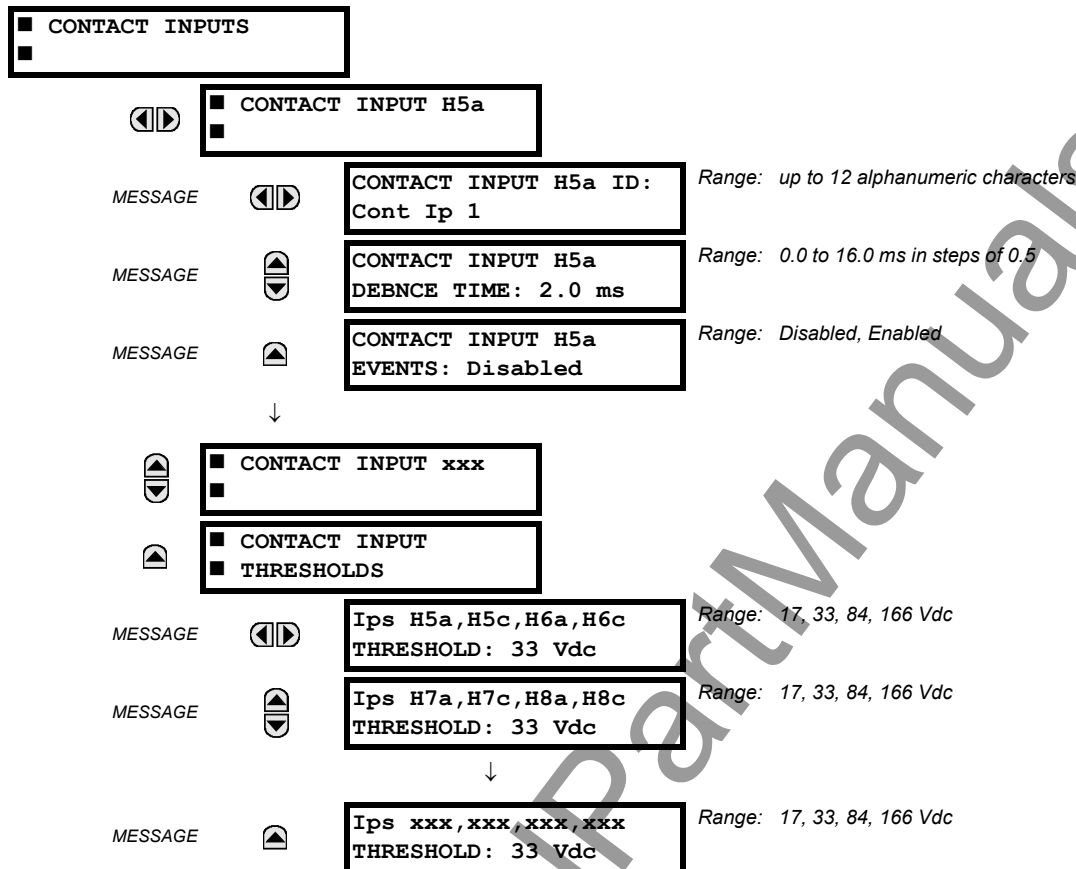 ■ CONTACT INPUTS
■
■ CONTACT INPUT H5a
■
MESSAGE
CONTACT INPUT H5a ID:
Cont Ip 1
Range: up to 12 alphanumeric characters
MESSAGE
CONTACT INPUT H5a
DEBNCE TIME: 2.0 ms
Range: 0.0 to 16.0 ms in steps of 0.5
MESSAGE
CONTACT INPUT H5a
EVENTS: Disabled
Range: Disabled, Enabled
↓
■ CONTACT INPUT xxx
■
■ CONTACT INPUT
■ THRESHOLDS
MESSAGE
Ips H5a,H5c,H6a,H6c
THRESHOLD: 33 Vdc
Range: 17, 33, 84, 166 Vdc
MESSAGE
Ips H7a,H7c,H8a,H8c
THRESHOLD: 33 Vdc
Range: 17, 33, 84, 166 Vdc
↓
MESSAGE
Ips xxx,xxx,xxx,xxx
THRESHOLD: 33 Vdc
Range: 17, 33, 84, 166 Vdc